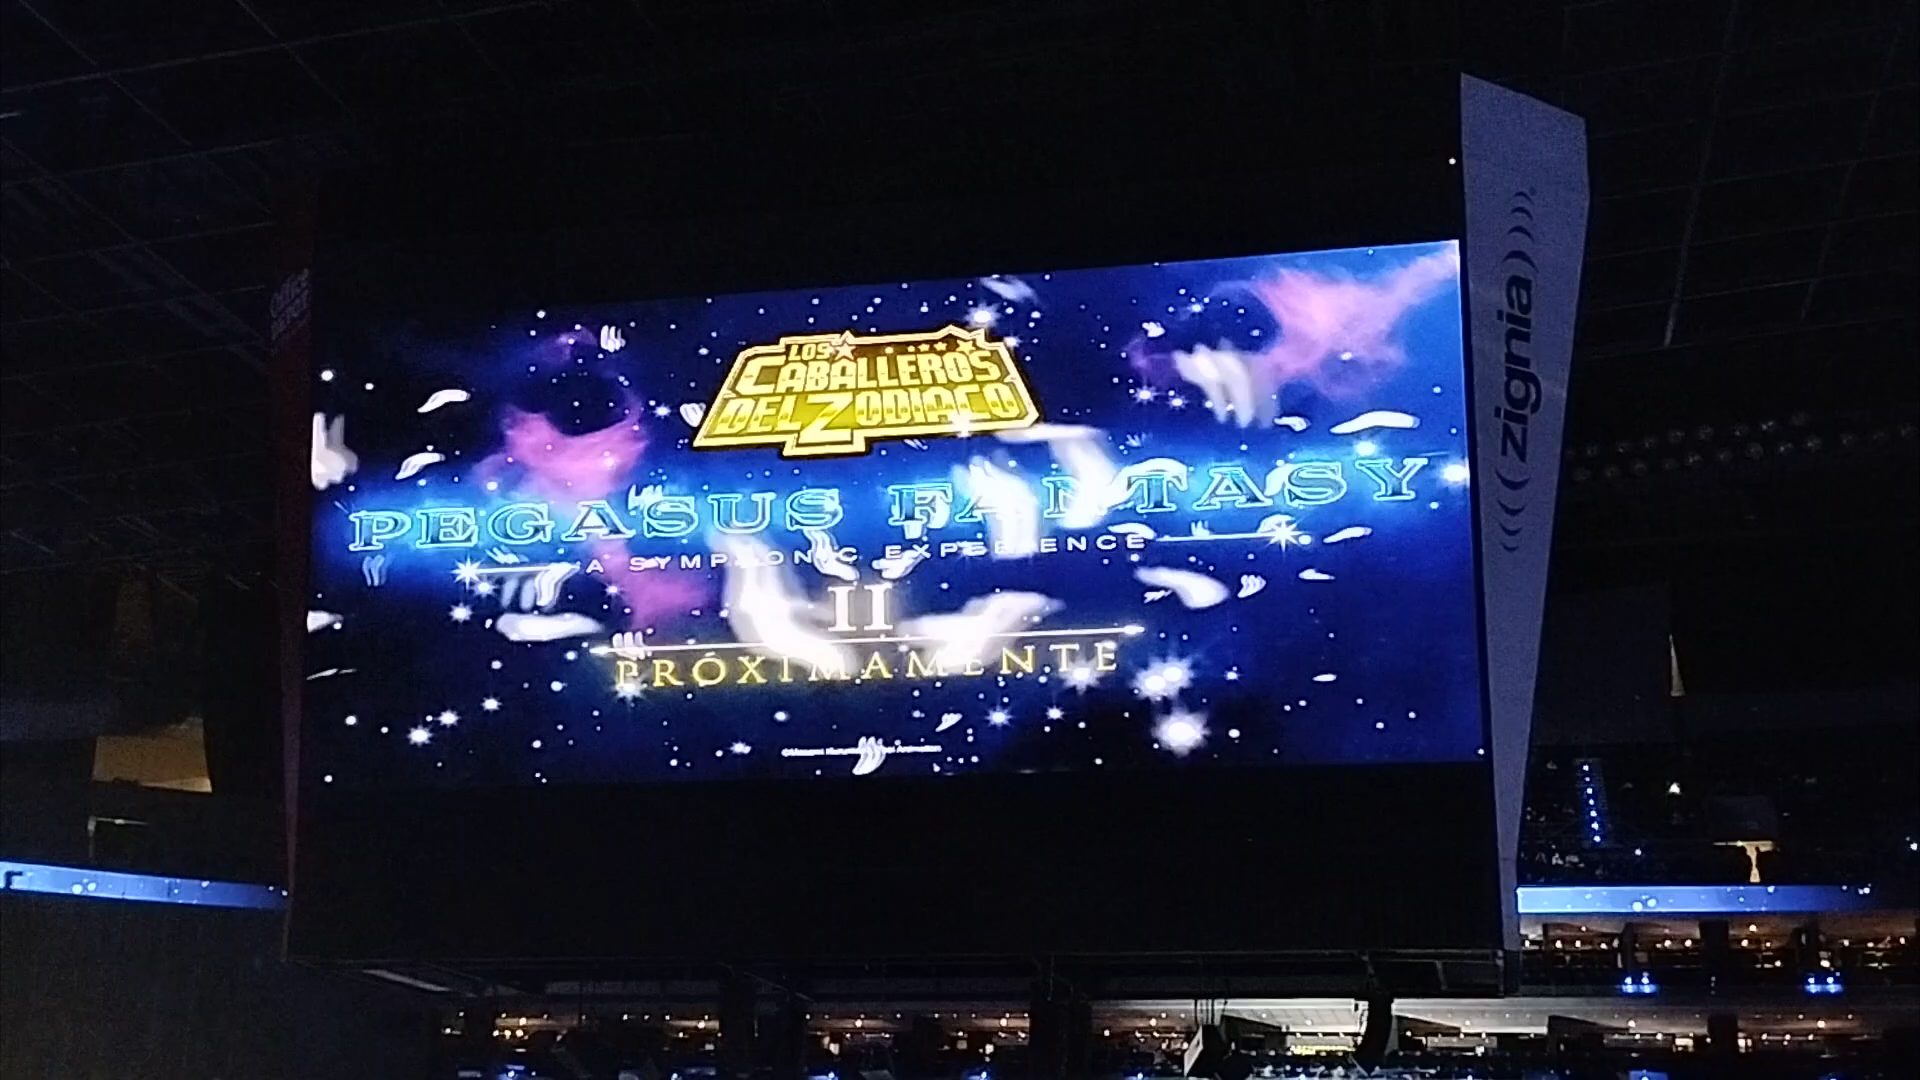 LOS
CABALLEROS
DEL ZODIACO
PEGASUS FANTASY
A SYMPHONIC EXPERIENCE
II
PRÓXIMAMENTE
zignia